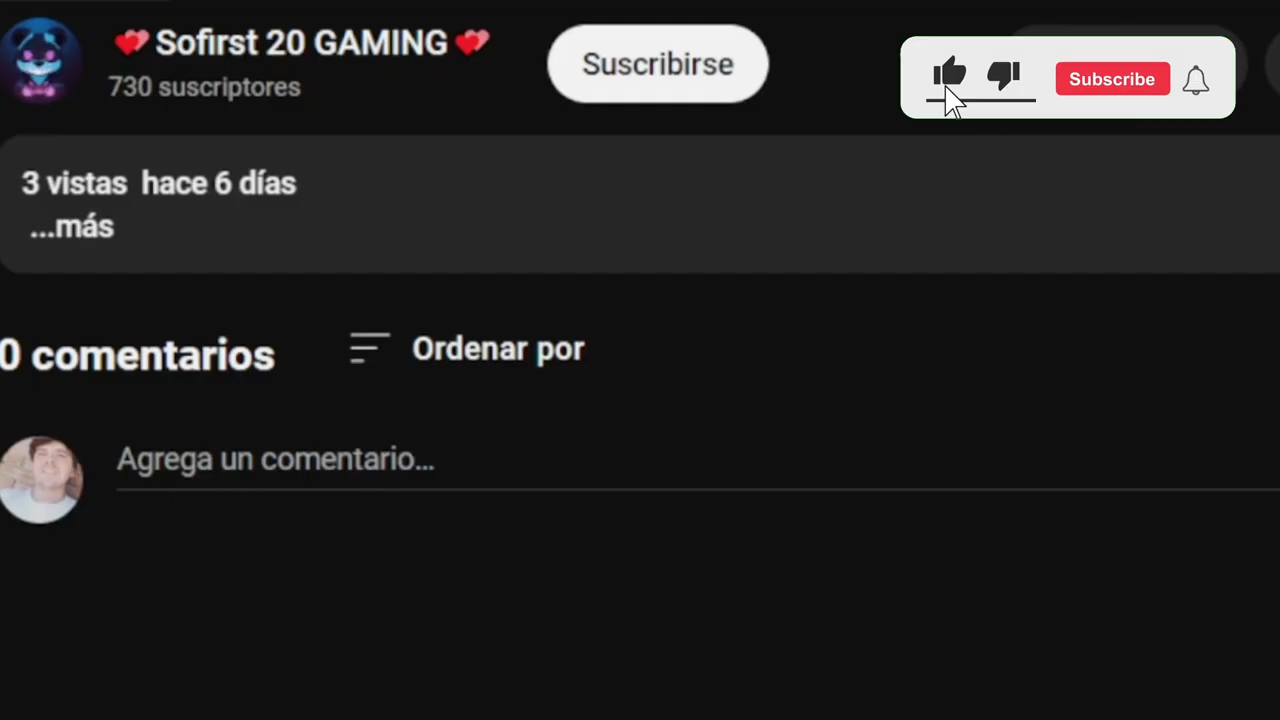 💕 Sofirst 20 GAMING 💕
730 suscriptores
Suscribirse
Subscribe
3 vistas hace 6 días
...más
0 comentarios
Ordenar por
Agrega un comentario...